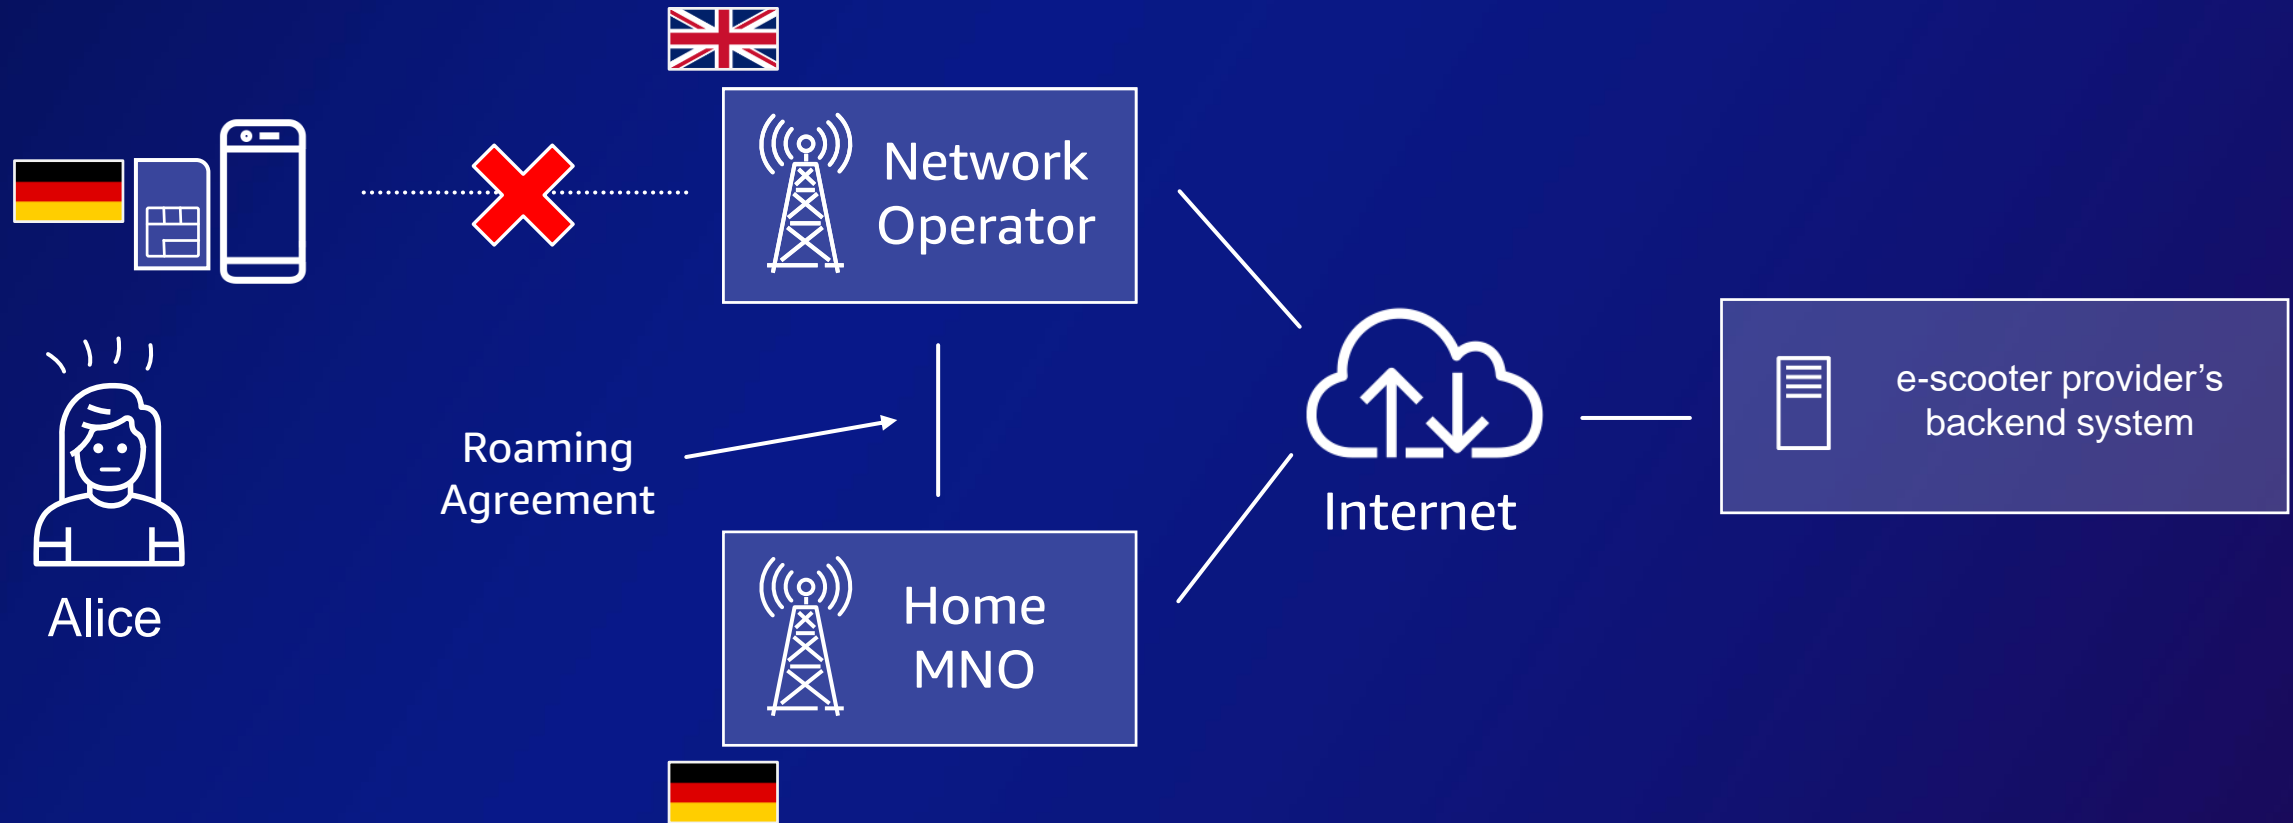 Network
Operator
Alice
Roaming
Agreement
Home
MNO
Internet
e-scooter provider’s
backend system